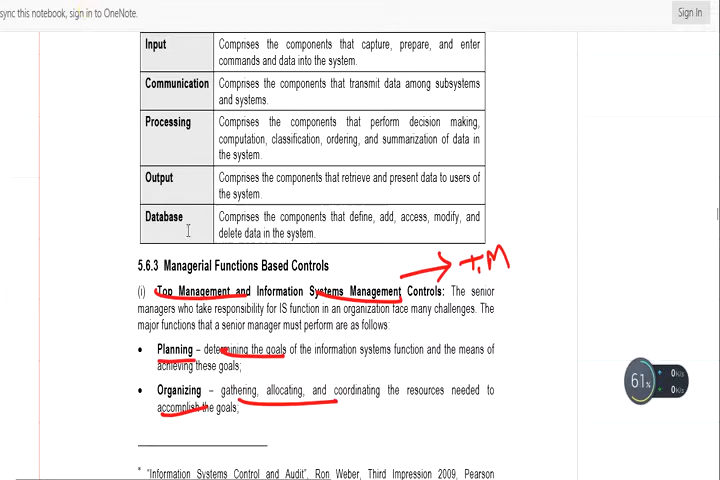 sync this notebook, sign in to OneNote.
Sign In
Input Comprises the components that capture, prepare, and enter
commands and data into the system.
Communication Comprises the components that transmit data among subsystems
and systems.
Processing Comprises the components that perform decision making,
computation, classification, ordering, and summarization of data in
the system.
Output Comprises the components that retrieve and present data to users of
the system.
Database Comprises the components that define, add, access, modify, and
delete data in the system.
5.6.3 Managerial Functions Based Controls
T.M
(i) Top Management and Information Systems Management Controls: The senior
managers who take responsibility for IS function in an organization face many challenges. The
major functions that a senior manager must perform are as follows:
• Planning – determining the goals of the information systems function and the means of
achieving these goals;
• Organizing – gathering, allocating, and coordinating the resources needed to
accomplish the goals;
61%
0K/s
0K/s
* "Information Systems Control and Audit", Ron Weber, Third Impression 2009, Pearson